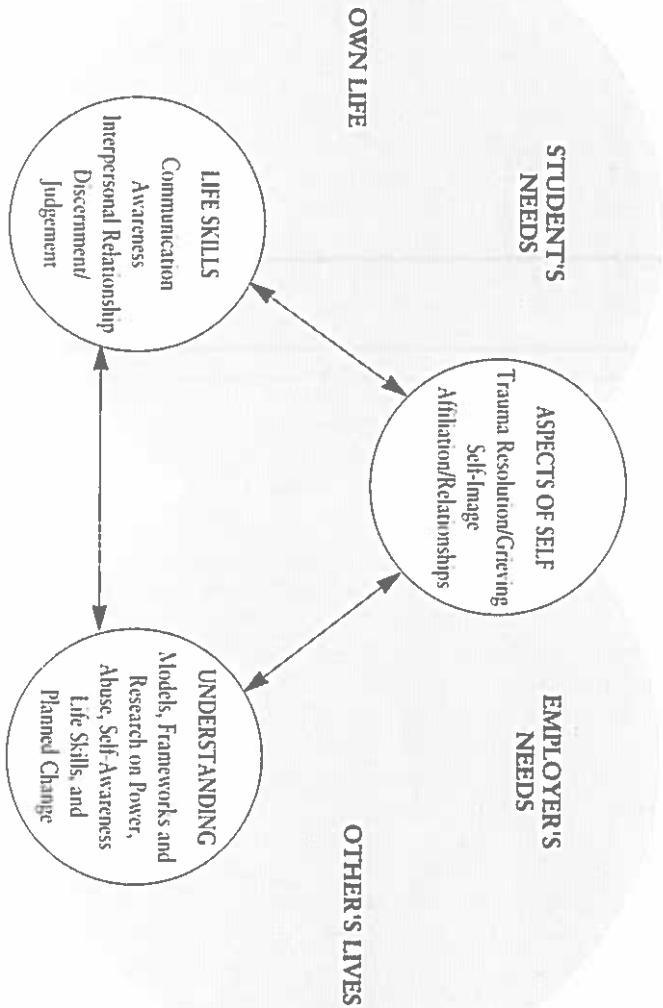 STUDENT'S
NEEDS
EMPLOYER'S
NEEDS
OWN LIFE
OTHER'S LIVES
ASPECTS OF SELF
Trauma Resolution/Grieving
Self-Image
Affiliation/Relationships
LIFE SKILLS
Communication
Awareness
Interpersonal Relationship
Discernment/
Judgement
UNDERSTANDING
Models, Frameworks and
Research on Power,
Abuse, Self-Awareness
Life Skills, and
Planned Change